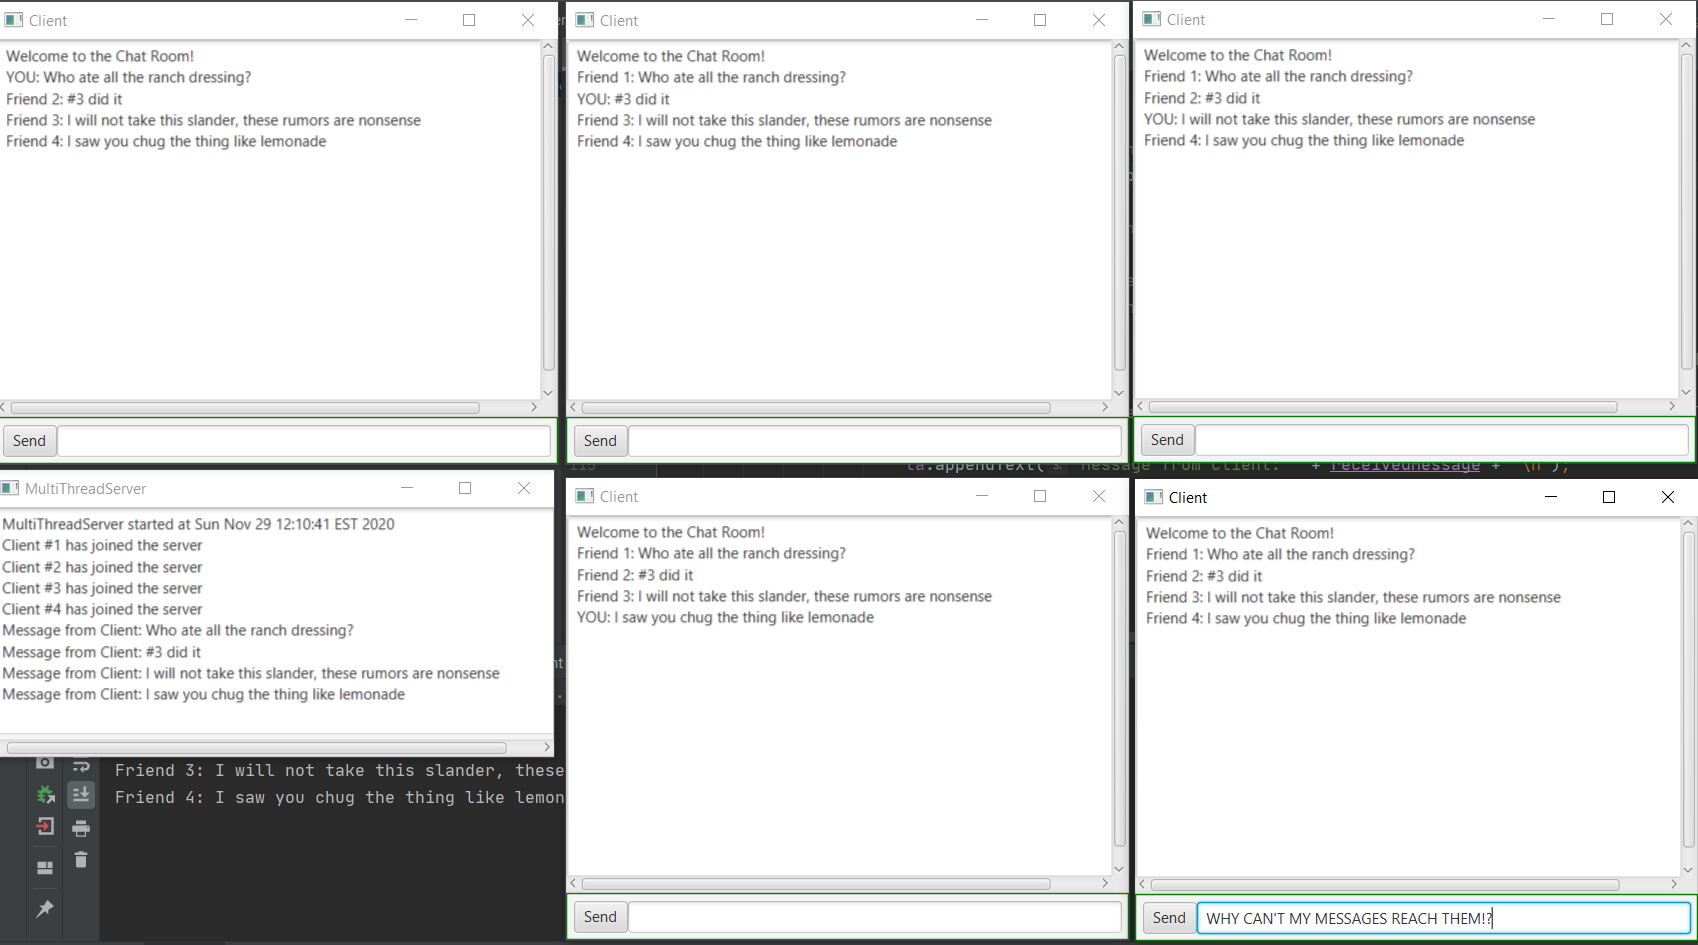 Client
Welcome to the Chat Room!
YOU: Who ate all the ranch dressing?
Friend 2: #3 did it
Friend 3: I will not take this slander, these rumors are nonsense
Friend 4: I saw you chug the thing like lemonade
Send
Client
Welcome to the Chat Room!
Friend 1: Who ate all the ranch dressing?
YOU: #3 did it
Friend 3: I will not take this slander, these rumors are nonsense
Friend 4: I saw you chug the thing like lemonade
Send
Client
Welcome to the Chat Room!
Friend 1: Who ate all the ranch dressing?
Friend 2: #3 did it
YOU: I will not take this slander, these rumors are nonsense
Friend 4: I saw you chug the thing like lemonade
Send
MultiThreadServer
MultiThreadServer started at Sun Nov 29 12:10:41 EST 2020
Client #1 has joined the server
Client #2 has joined the server
Client #3 has joined the server
Client #4 has joined the server
Message from Client: Who ate all the ranch dressing?
Message from Client: #3 did it
Message from Client: I will not take this slander, these rumors are nonsense
Message from Client: I saw you chug the thing like lemonade
Friend 3: I will not take this slander, these
Friend 4: I saw you chug the thing like lemon
Client
Welcome to the Chat Room!
Friend 1: Who ate all the ranch dressing?
Friend 2: #3 did it
Friend 3: I will not take this slander, these rumors are nonsense
YOU: I saw you chug the thing like lemonade
Send
Client
Welcome to the Chat Room!
Friend 1: Who ate all the ranch dressing?
Friend 2: #3 did it
Friend 3: I will not take this slander, these rumors are nonsense
Friend 4: I saw you chug the thing like lemonade
Send WHY CAN'T MY MESSAGES REACH THEM!?